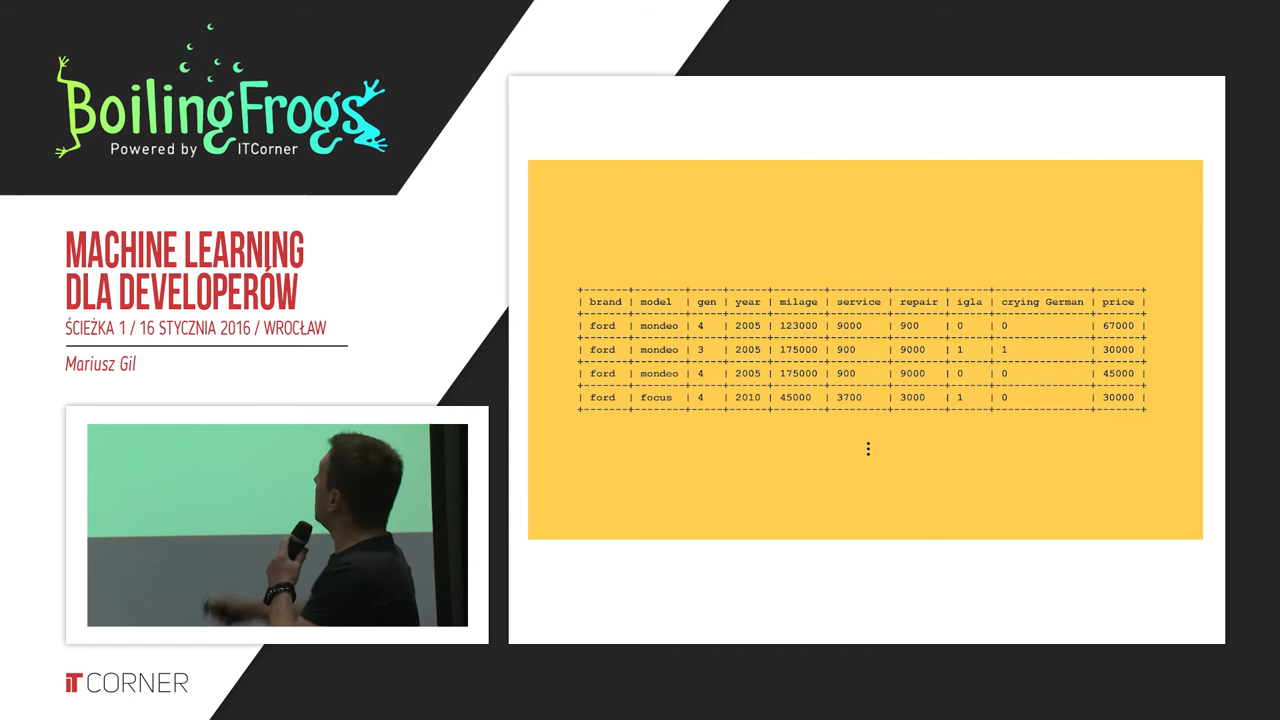 BoilingFrogs
Powered by ITCorner
MACHINE LEARNING
DLA DEVELOPERÓW
ŚCIEŻKA 1 / 16 STYCZNIA 2016 / WROCŁAW
Mariusz Gil
| brand | model | gen | year | milage | service | repair | igla | crying German | price |
| ford | mondeo | 4 | 2005 | 123000 | 9000 | 900 | 0 | 0 | 67000 |
| ford | mondeo | 3 | 2005 | 175000 | 900 | 9000 | 1 | 1 | 30000 |
| ford | mondeo | 4 | 2005 | 175000 | 900 | 9000 | 0 | 0 | 45000 |
| ford | focus | 4 | 2010 | 45000 | 3700 | 3000 | 1 | 0 | 30000 |
iT CORNER